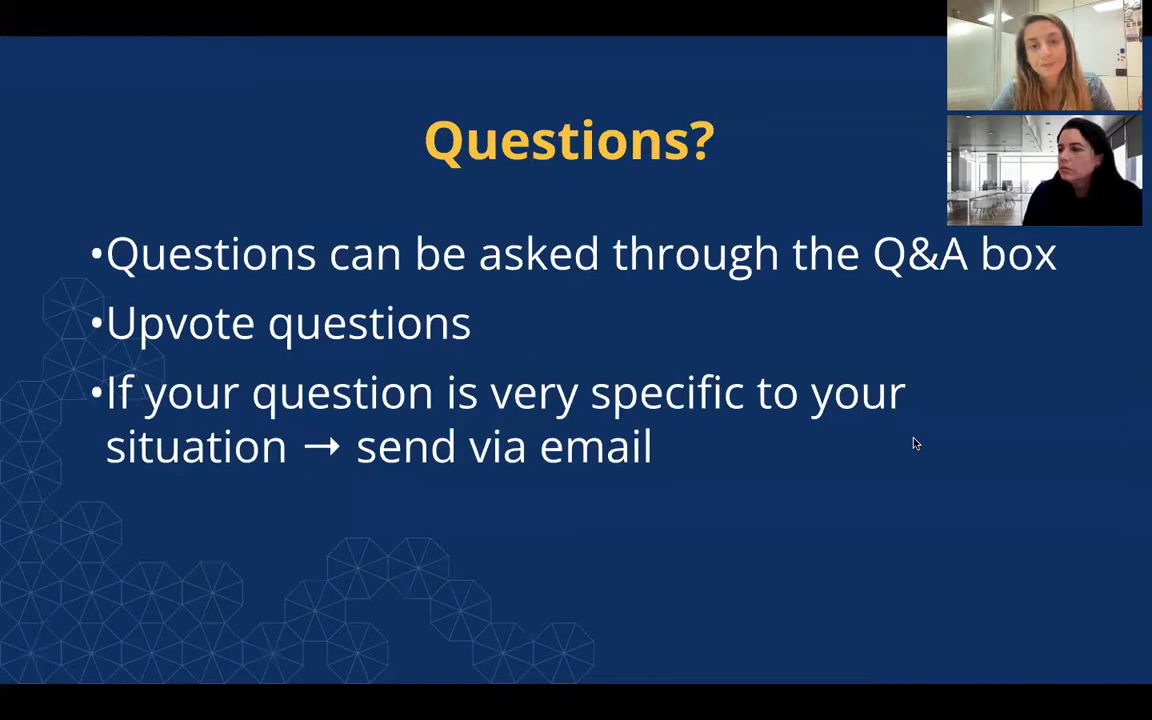 Questions?
•Questions can be asked through the Q&A box
•Upvote questions
•If your question is very specific to your
situation → send via email